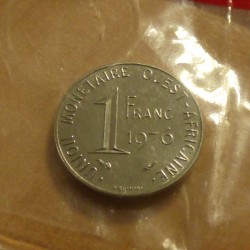 UNION MONETAIRE OUEST-AFRICAINE
1
FRANC
1976